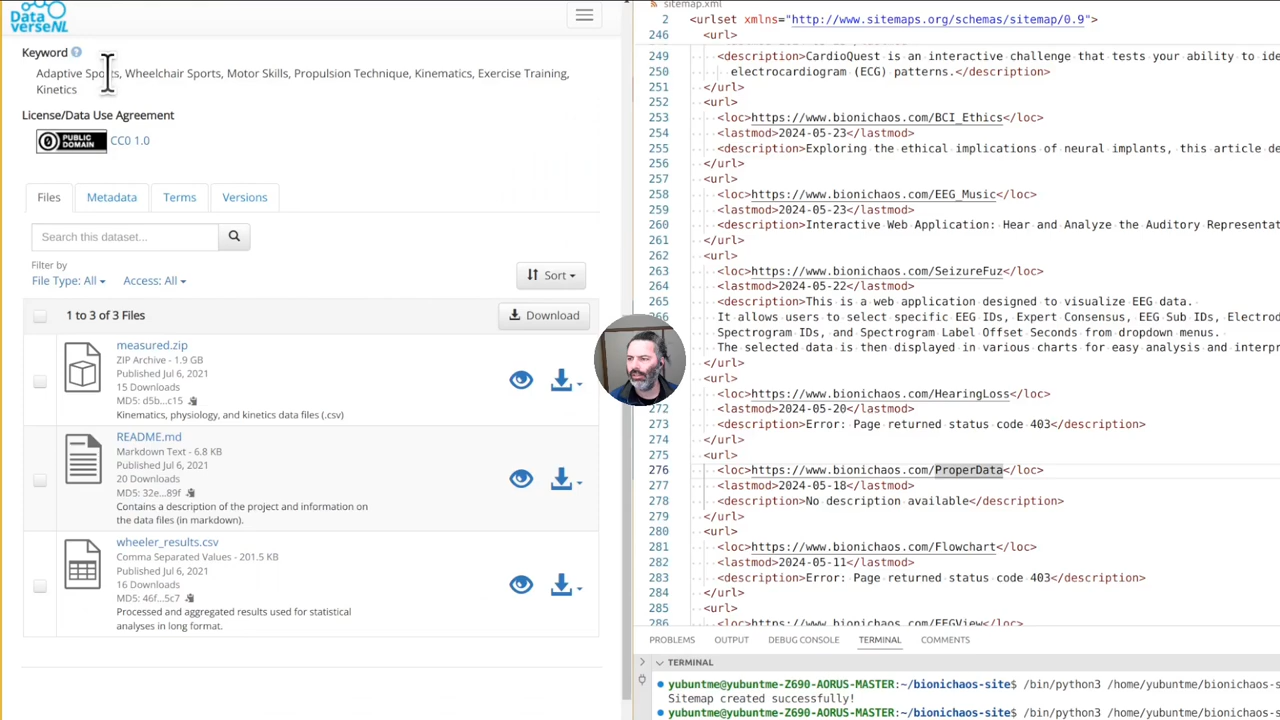 Data
verseNL
Keyword
Adaptive Sports, Wheelchair Sports, Motor Skills, Propulsion Technique, Kinematics, Exercise Training,
Kinetics
License/Data Use Agreement
PUBLIC
DOMAIN
CC0 1.0
Files
Metadata
Terms
Versions
Search this dataset...
Filter by
File Type: All
Access: All
Sort
1 to 3 of 3 Files
Download
measured.zip
ZIP Archive - 1.9 GB
Published Jul 6, 2021
15 Downloads
MD5: d5b...c15
Kinematics, physiology, and kinetics data files (.csv)
README.md
Markdown Text - 6.8 KB
Published Jul 6, 2021
20 Downloads
MD5: 32e...89f
Contains a description of the project and information on
the data files (in markdown).
wheeler_results.csv
Comma Separated Values - 201.5 KB
Published Jul 6, 2021
16 Downloads
MD5: 46f...5c7
Processed and aggregated results used for statistical
analyses in long format.
sitemap.xml
2 <urlset xmlns="http://www.sitemaps.org/schemas/sitemap/0.9">
246 <url>
249 <description>CardioQuest is an interactive challenge that tests your ability to ide
250 electrocardiogram (ECG) patterns.</description>
251 </url>
252 <url>
253 <loc>https://www.bionichaos.com/BCI_Ethics</loc>
254 <lastmod>2024-05-23</lastmod>
255 <description>Exploring the ethical implications of neural implants, this article de
256 </url>
257 <url>
258 <loc>https://www.bionichaos.com/EEG_Music</loc>
259 <lastmod>2024-05-23</lastmod>
260 <description>Interactive Web Application: Hear and Analyze the Auditory Representat
261 </url>
262 <url>
263 <loc>https://www.bionichaos.com/SeizureFuz</loc>
264 <lastmod>2024-05-22</lastmod>
265 <description>This is a web application designed to visualize EEG data.
266 It allows users to select specific EEG IDs, Expert Consensus, EEG Sub IDs, Electrod
Spectrogram IDs, and Spectrogram Label Offset Seconds from dropdown menus.
The selected data is then displayed in various charts for easy analysis and interpr
</url>
<url>
<loc>https://www.bionichaos.com/HearingLoss</loc>
272 <lastmod>2024-05-20</lastmod>
273 <description>Error: Page returned status code 403</description>
274 </url>
275 <url>
276 <loc>https://www.bionichaos.com/ProperData</loc>
277 <lastmod>2024-05-18</lastmod>
278 <description>No description available</description>
279 </url>
280 <url>
281 <loc>https://www.bionichaos.com/Flowchart</loc>
282 <lastmod>2024-05-11</lastmod>
283 <description>Error: Page returned status code 403</description>
284 </url>
285 <url>
286 <loc>https://www.bionichaos.com/EEGView</loc>
PROBLEMS
OUTPUT
DEBUG CONSOLE
TERMINAL
COMMENTS
TERMINAL
yubuntme@yubuntme-Z690-AORUS-MASTER:~/bionichaos-site$ /bin/python3 /home/yubuntme/bionichaos-s
Sitemap created successfully!
yubuntme@yubuntme-Z690-AORUS-MASTER:~/bionichaos-site$ /bin/python3 /home/yubuntme/bionichaos-s